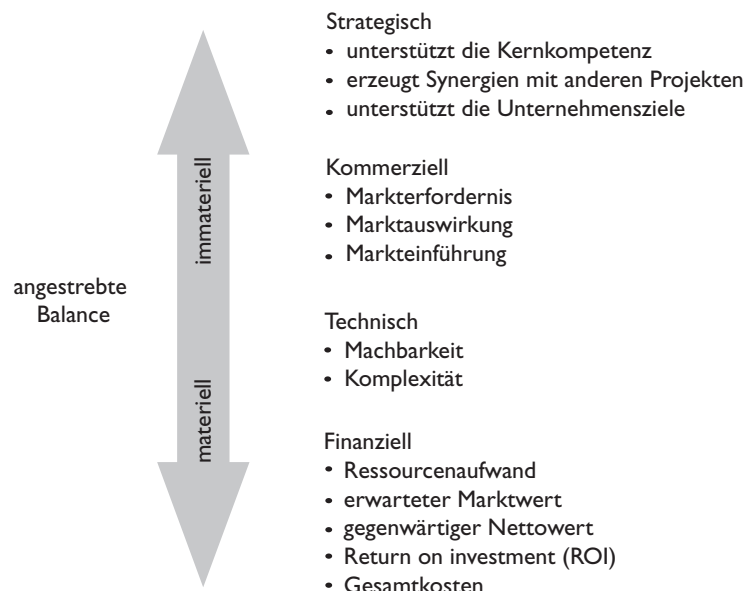 Strategisch
• unterstützt die Kernkompetenz
• erzeugt Synergien mit anderen Projekten
• unterstützt die Unternehmensziele
immateriell
Kommerziell
• Markterfordernis
• Marktauswirkung
• Markteinführung
angestrebte
Balance
Technisch
• Machbarkeit
• Komplexität
materiell
Finanziell
• Ressourcenaufwand
• erwarteter Marktwert
• gegenwärtiger Nettowert
• Return on investment (ROI)
• Gesamtkosten